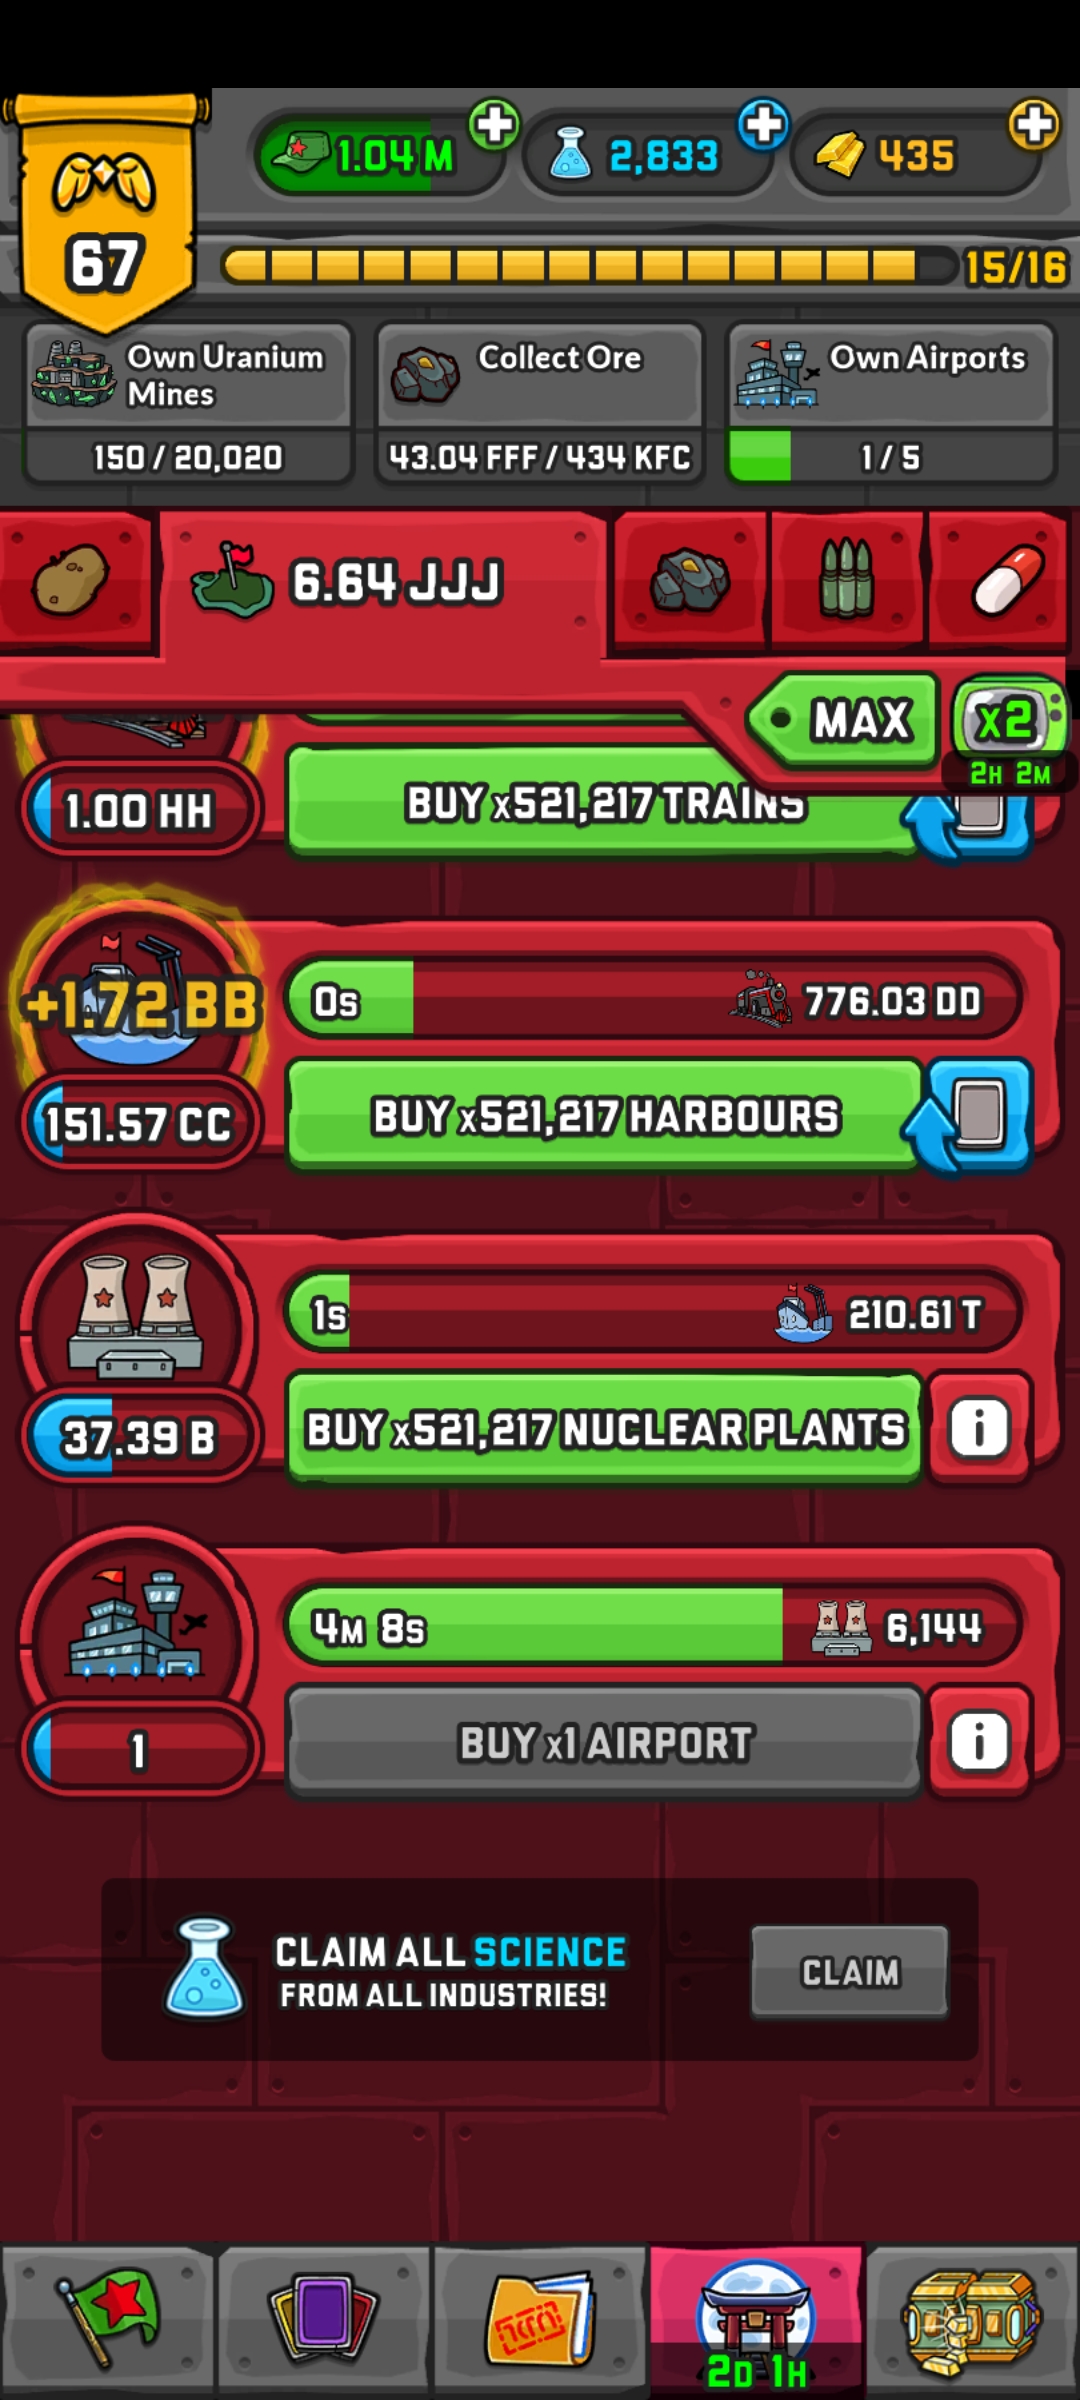 1.04 M
2,833
435
67
15/16
Own Uranium
Mines
150 / 20,020
Collect Ore
43.04 FFF / 434 KFC
Own Airports
1 / 5
6.64 JJJ
MAX
x2
2H 2M
1.00 HH
BUY x521,217 TRAINS
+1.72 BB
0s
776.03 DD
151.57 CC
BUY x521,217 HARBOURS
1s
210.61 T
37.39 B
BUY x521,217 NUCLEAR PLANTS
i
4M 8s
6,144
1
BUY x1 AIRPORT
i
CLAIM ALL SCIENCE
FROM ALL INDUSTRIES!
CLAIM
2D 1H